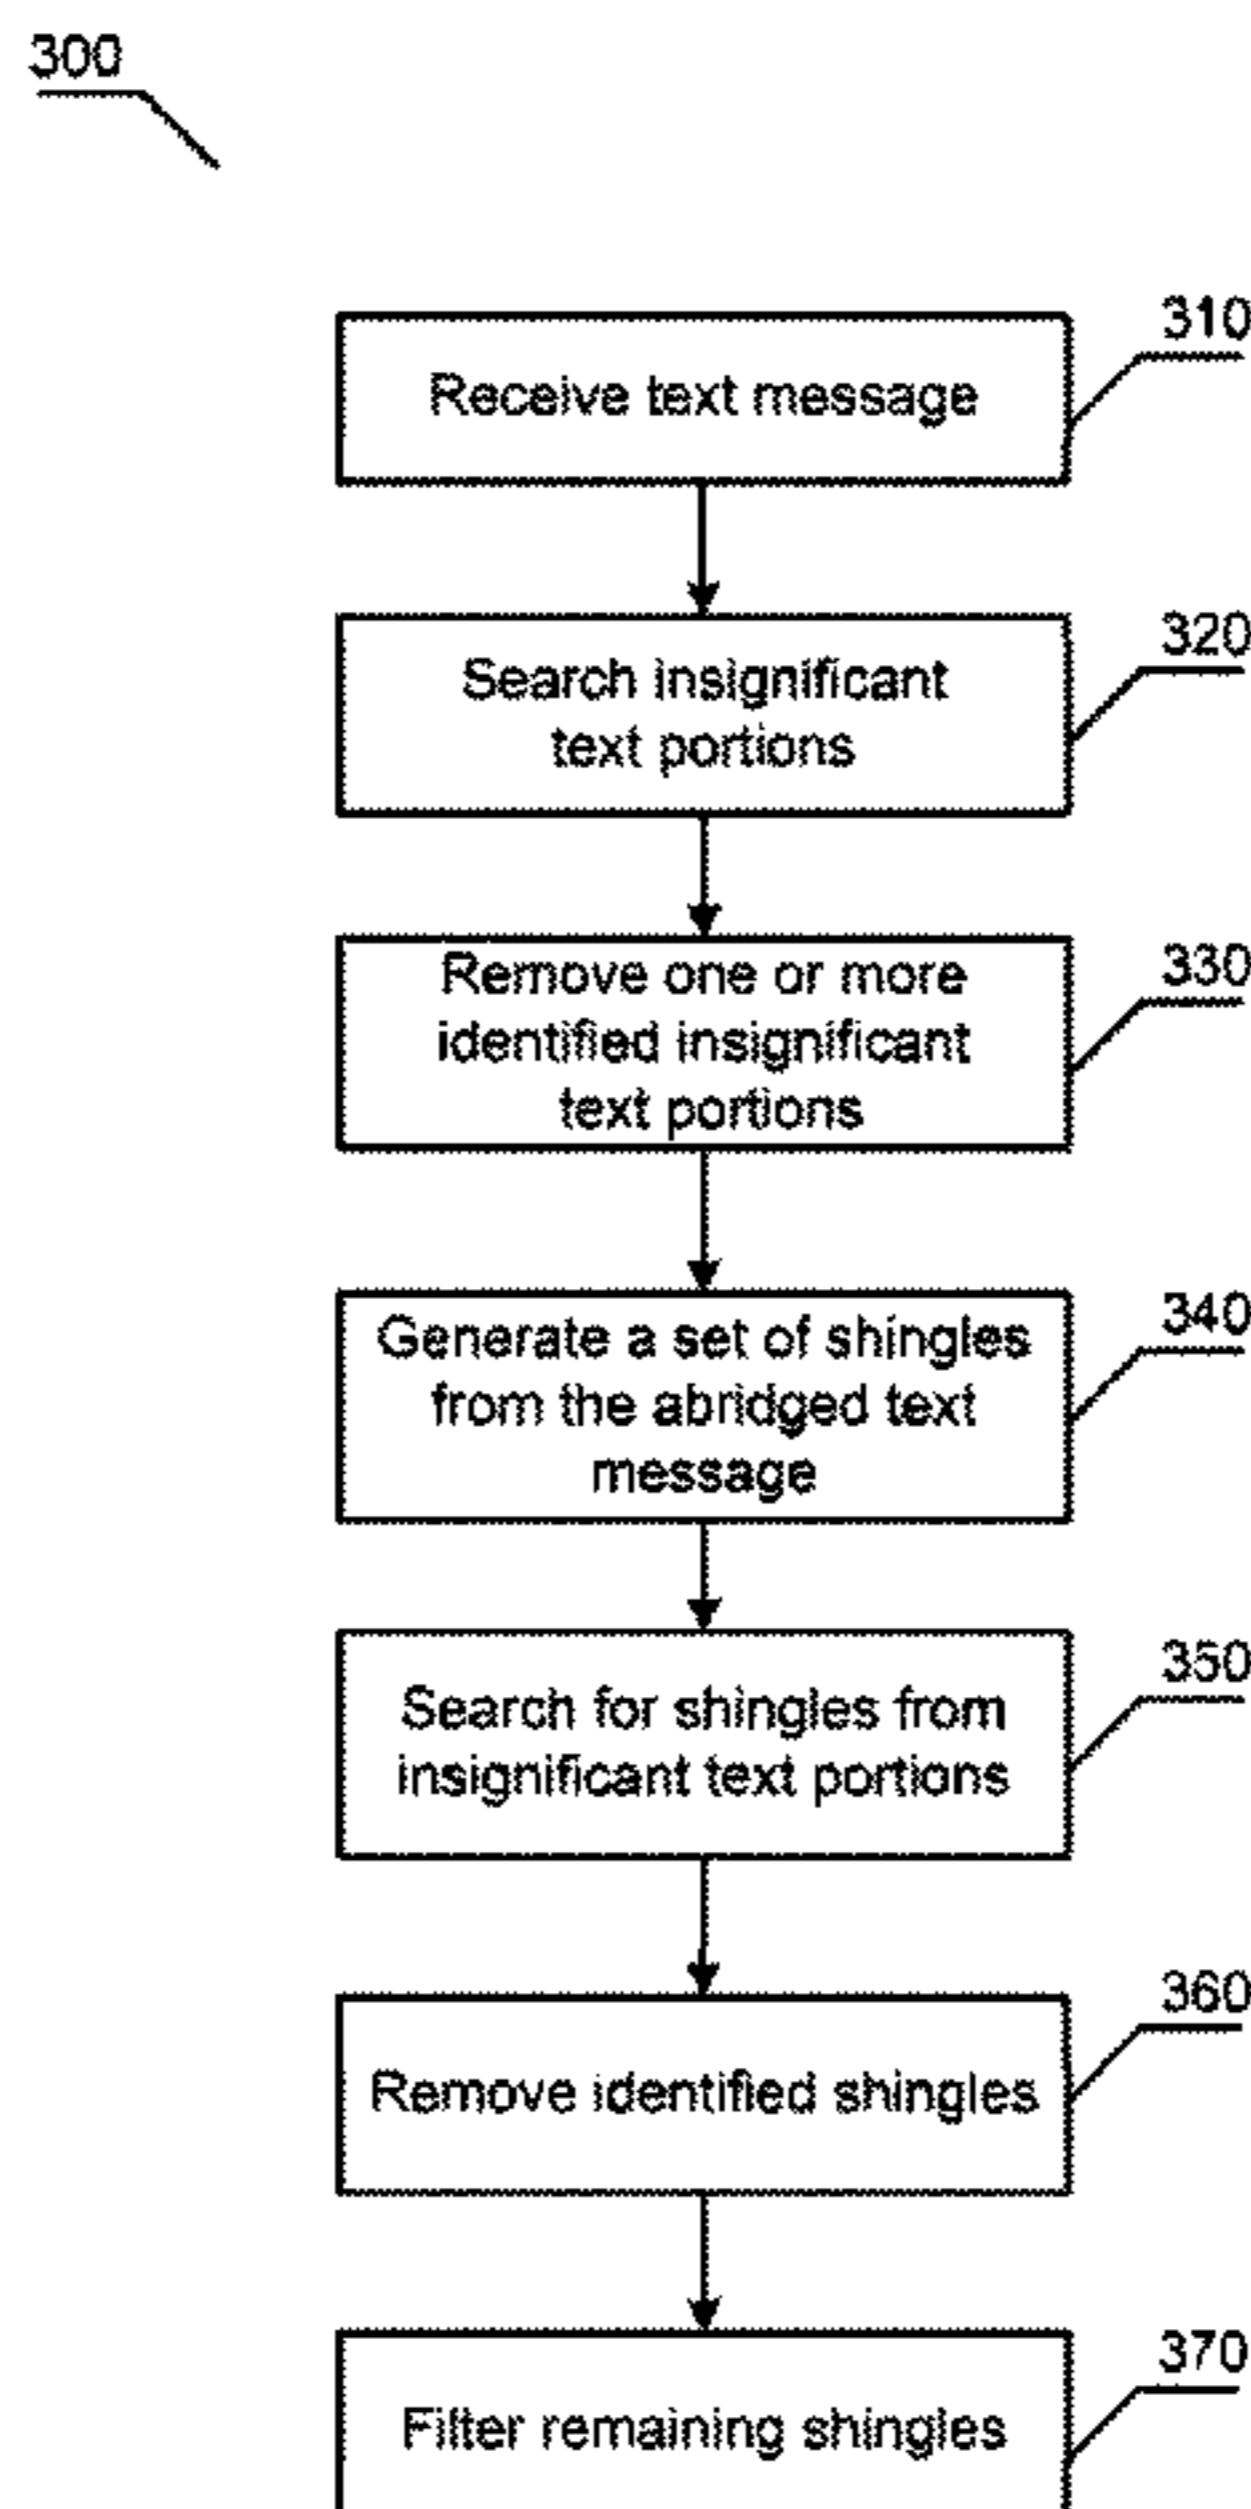 300
310
Receive text message
320
Search insignificant
text portions
330
Remove one or more
identified insignificant
text portions
340
Generate a set of shingles
from the abridged text
message
350
Search for shingles from
insignificant text portions
360
Remove identified shingles
370
Filter remaining shingles